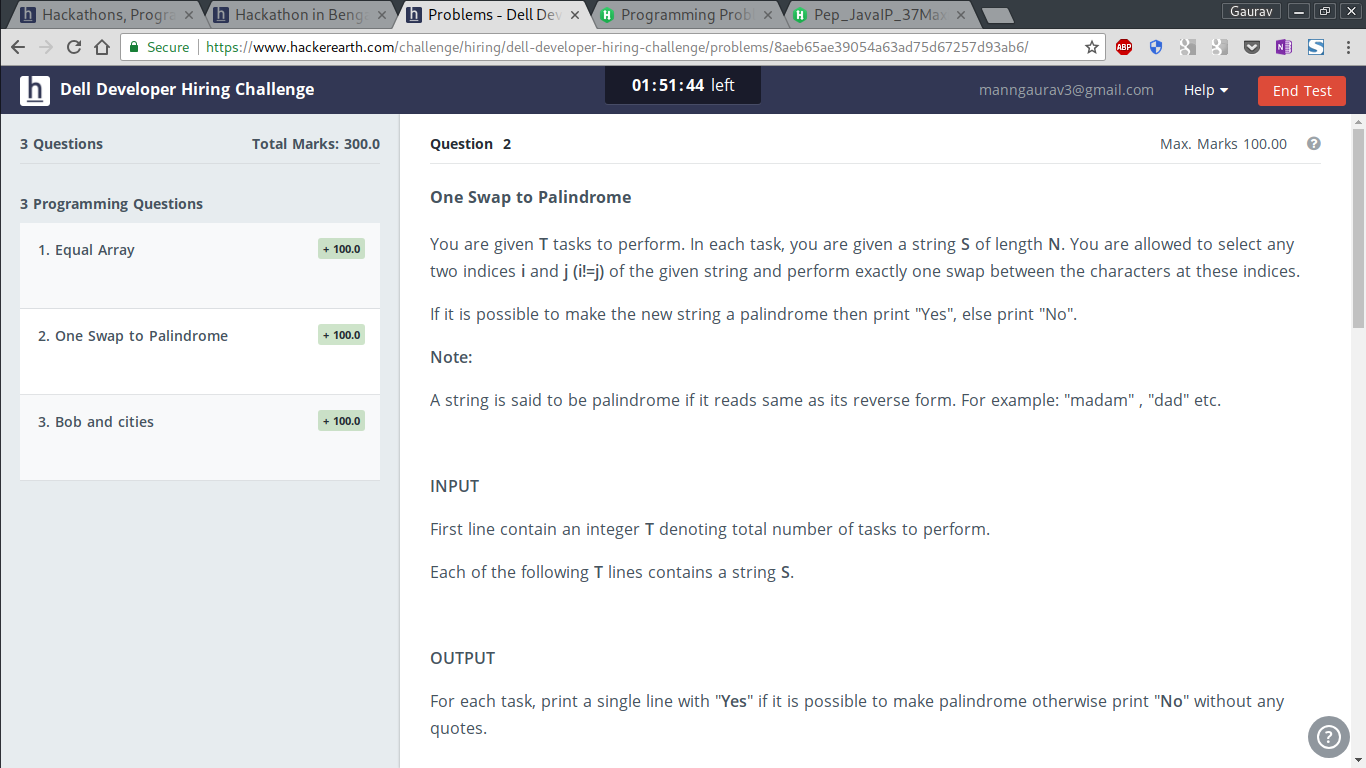 Hackathons, Progra
Hackathon in Benga
Problems - Dell Dev
Programming Prob
Pep_JavaIP_37Max
Gaurav
Secure
https://www.hackerearth.com/challenge/hiring/dell-developer-hiring-challenge/problems/8aeb65ae39054a63ad75d67257d93ab6/
ABP
h Dell Developer Hiring Challenge
01:51:44 left
manngaurav3@gmail.com
Help
End Test
3 Questions Total Marks: 300.0
3 Programming Questions
1. Equal Array + 100.0
2. One Swap to Palindrome + 100.0
3. Bob and cities + 100.0
Question 2 Max. Marks 100.00 ?
One Swap to Palindrome
You are given T tasks to perform. In each task, you are given a string S of length N. You are allowed to select any
two indices i and j (i!=j) of the given string and perform exactly one swap between the characters at these indices.
If it is possible to make the new string a palindrome then print "Yes", else print "No".
Note:
A string is said to be palindrome if it reads same as its reverse form. For example: "madam" , "dad" etc.
INPUT
First line contain an integer T denoting total number of tasks to perform.
Each of the following T lines contains a string S.
OUTPUT
For each task, print a single line with "Yes" if it is possible to make palindrome otherwise print "No" without any
quotes.
?